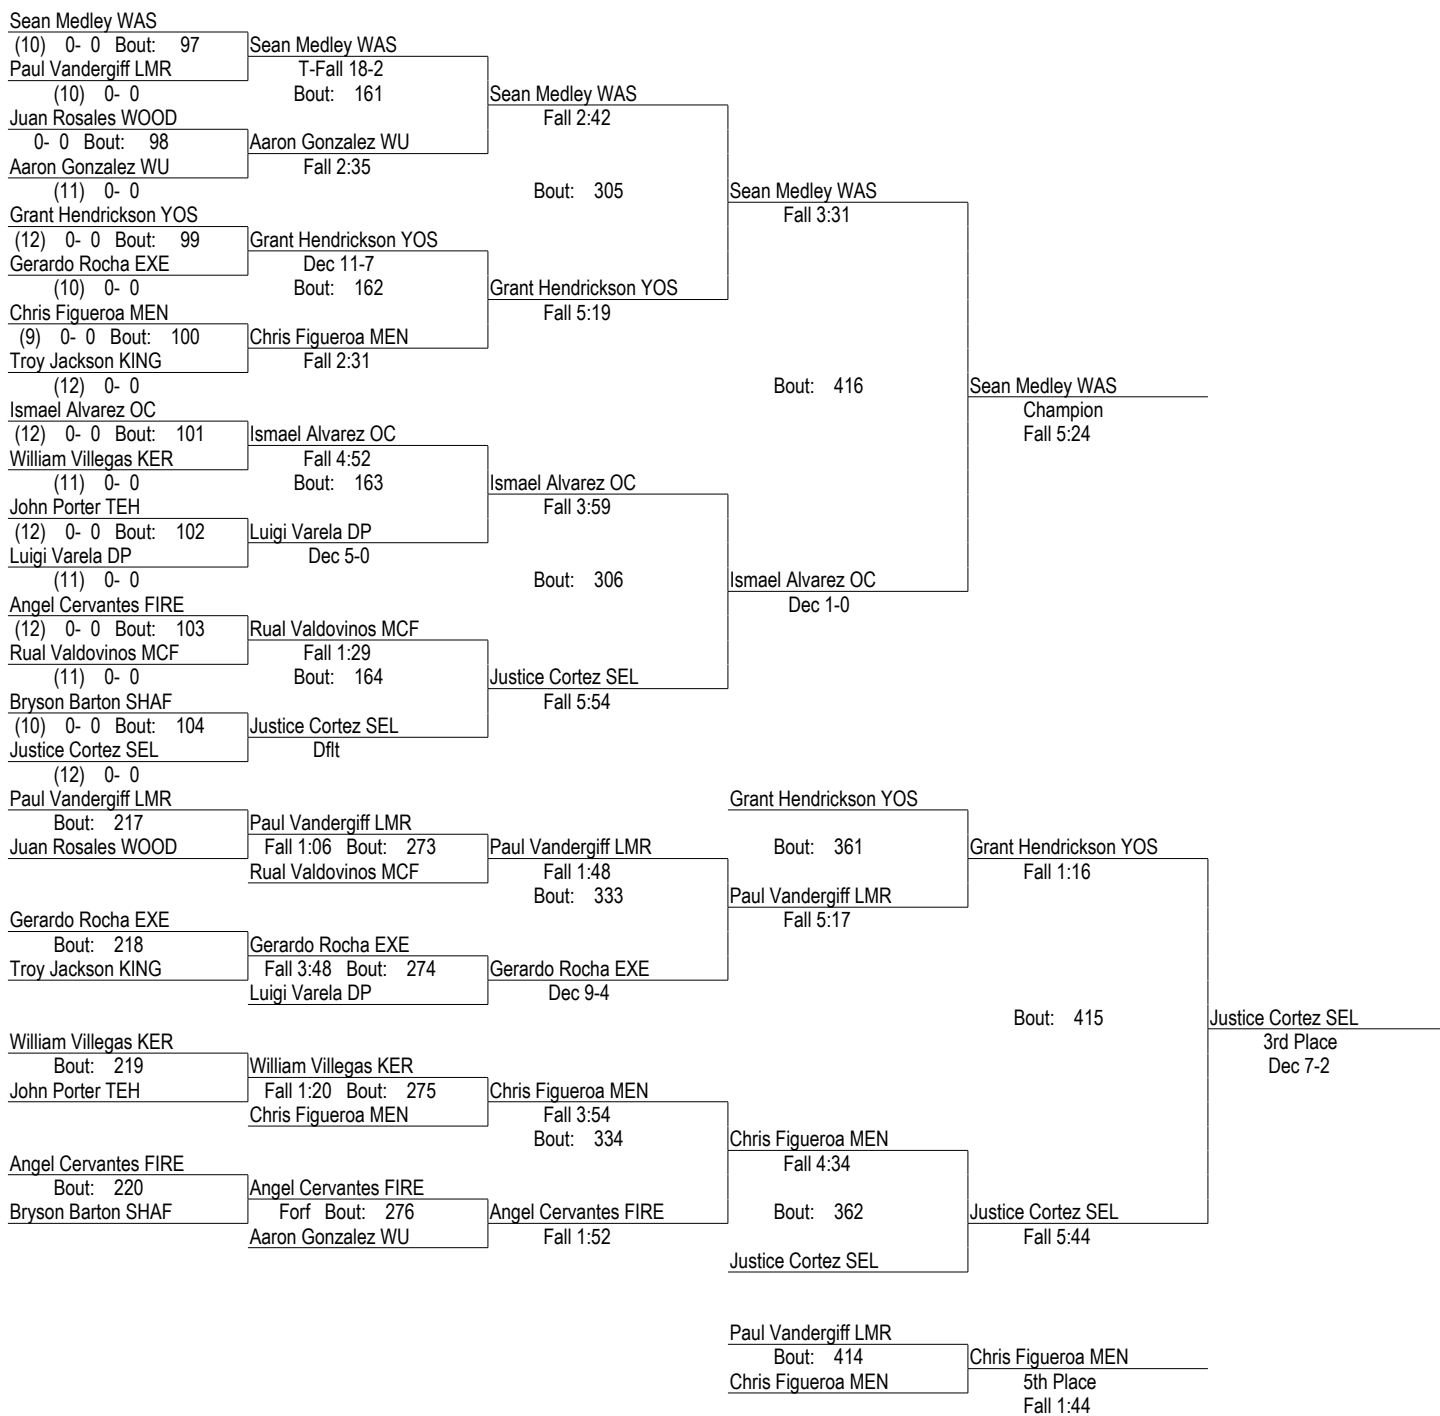 Sean Medley WAS
(10) 0- 0 Bout: 97 Sean Medley WAS
Paul Vandergiff LMR T-Fall 18-2
(10) 0- 0 Bout: 161 Sean Medley WAS
Juan Rosales WOOD Fall 2:42
0- 0 Bout: 98 Aaron Gonzalez WU
Aaron Gonzalez WU Fall 2:35
(11) 0- 0 Bout: 305 Sean Medley WAS
Grant Hendrickson YOS Fall 3:31
(12) 0- 0 Bout: 99 Grant Hendrickson YOS
Gerardo Rocha EXE Dec 11-7
(10) 0- 0 Bout: 162 Grant Hendrickson YOS
Chris Figueroa MEN Fall 5:19
(9) 0- 0 Bout: 100 Chris Figueroa MEN
Troy Jackson KING Fall 2:31
(12) 0- 0 Bout: 416 Sean Medley WAS
Ismael Alvarez OC Champion
(12) 0- 0 Bout: 101 Ismael Alvarez OC Fall 5:24
William Villegas KER Fall 4:52
(11) 0- 0 Bout: 163 Ismael Alvarez OC
John Porter TEH Fall 3:59
(12) 0- 0 Bout: 102 Luigi Varela DP
Luigi Varela DP Dec 5-0
(11) 0- 0 Bout: 306 Ismael Alvarez OC
Angel Cervantes FIRE Dec 1-0
(12) 0- 0 Bout: 103 Rual Valdovinos MCF
Rual Valdovinos MCF Fall 1:29
(11) 0- 0 Bout: 164 Justice Cortez SEL
Bryson Barton SHAF Fall 5:54
(10) 0- 0 Bout: 104 Justice Cortez SEL
Justice Cortez SEL Dflt
(12) 0- 0
Paul Vandergiff LMR Grant Hendrickson YOS
Bout: 217 Paul Vandergiff LMR
Juan Rosales WOOD Fall 1:06 Bout: 273 Paul Vandergiff LMR Bout: 361 Grant Hendrickson YOS
Rual Valdovinos MCF Fall 1:48 Fall 1:16
Bout: 333 Paul Vandergiff LMR
Gerardo Rocha EXE Fall 5:17
Bout: 218 Gerardo Rocha EXE
Troy Jackson KING Fall 3:48 Bout: 274 Gerardo Rocha EXE
Luigi Varela DP Dec 9-4
Bout: 415 Justice Cortez SEL
William Villegas KER 3rd Place
Bout: 219 William Villegas KER Dec 7-2
John Porter TEH Fall 1:20 Bout: 275 Chris Figueroa MEN
Chris Figueroa MEN Fall 3:54
Bout: 334 Chris Figueroa MEN
Angel Cervantes FIRE Fall 4:34
Bout: 220 Angel Cervantes FIRE
Bryson Barton SHAF Forf Bout: 276 Angel Cervantes FIRE Bout: 362 Justice Cortez SEL
Aaron Gonzalez WU Fall 1:52 Fall 5:44
Justice Cortez SEL
Paul Vandergiff LMR
Bout: 414 Chris Figueroa MEN
Chris Figueroa MEN 5th Place
Fall 1:44